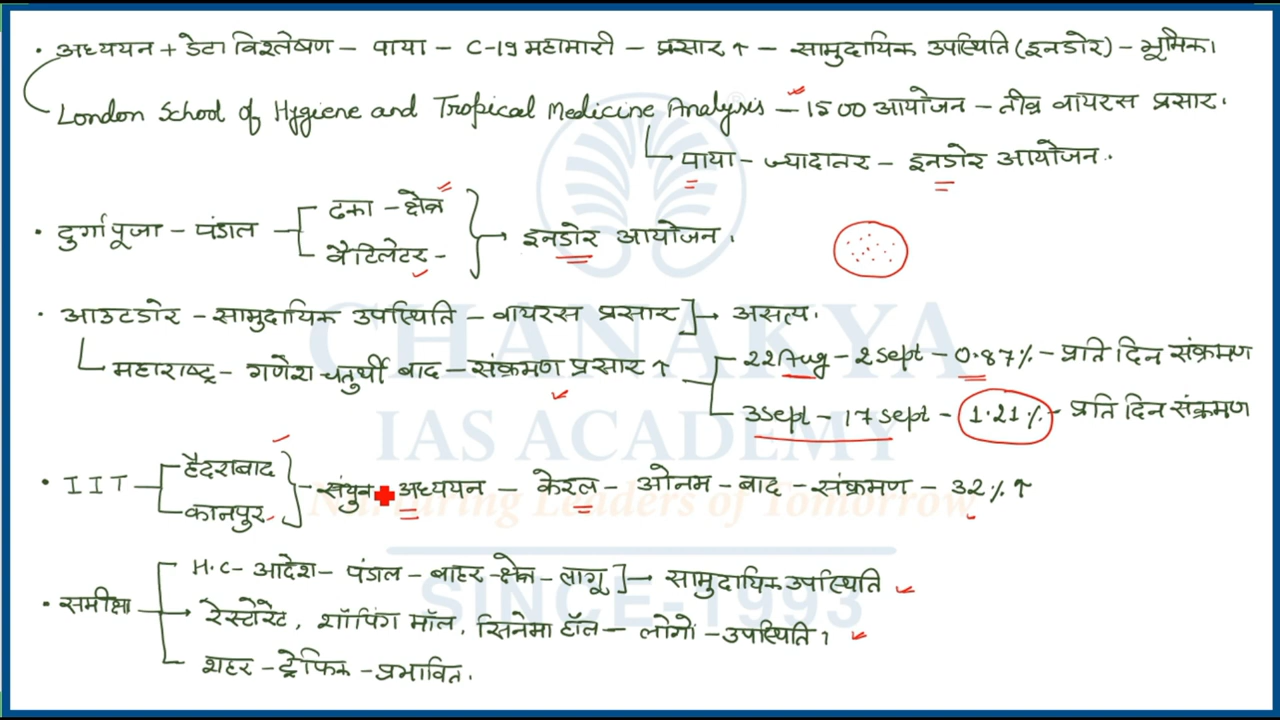 • अध्ययन + डेटा विश्लेषण – पाया – C-19 महामारी – प्रसार ↑ – सामुदायिक उपस्थिति (इनडोर) – भूमिका।
London School of Hygiene and Tropical Medicine Analysis – 1500 आयोजन – तीव्र वायरस प्रसार.
पाया – ज्यादातर – इनडोर आयोजन.
• दुर्गापूजा – पंडाल
ढका – क्षेत्र
वेंटिलेटर –
→ इनडोर आयोजन.
• आउटडोर – सामुदायिक उपस्थिति – वायरस प्रसार] → असत्य.
महाराष्ट्र – गणेश चतुर्थी बाद – संक्रमण प्रसार ↑
22 Aug – 2 Sept – 0.87% – प्रति दिन संक्रमण
3 Sept – 17 Sept – 1.21% – प्रति दिन संक्रमण
• IIT
हैदराबाद
कानपुर
– अध्ययन – केरल – ओनम – बाद – संक्रमण – 32% ↑
• समीक्षा
H.C – आदेश – पंडाल – बाहर – क्षेत्र – लागू] → सामुदायिक उपस्थिति
रेस्टोरेंट, शॉपिंग मॉल, सिनेमा हॉल – लोगों – उपस्थिति ↑
शहर – ट्रैफिक – प्रभावित.
CHANAKYA
IAS ACADEMY
Nurturing Leaders of Tomorrow
SINCE-1993